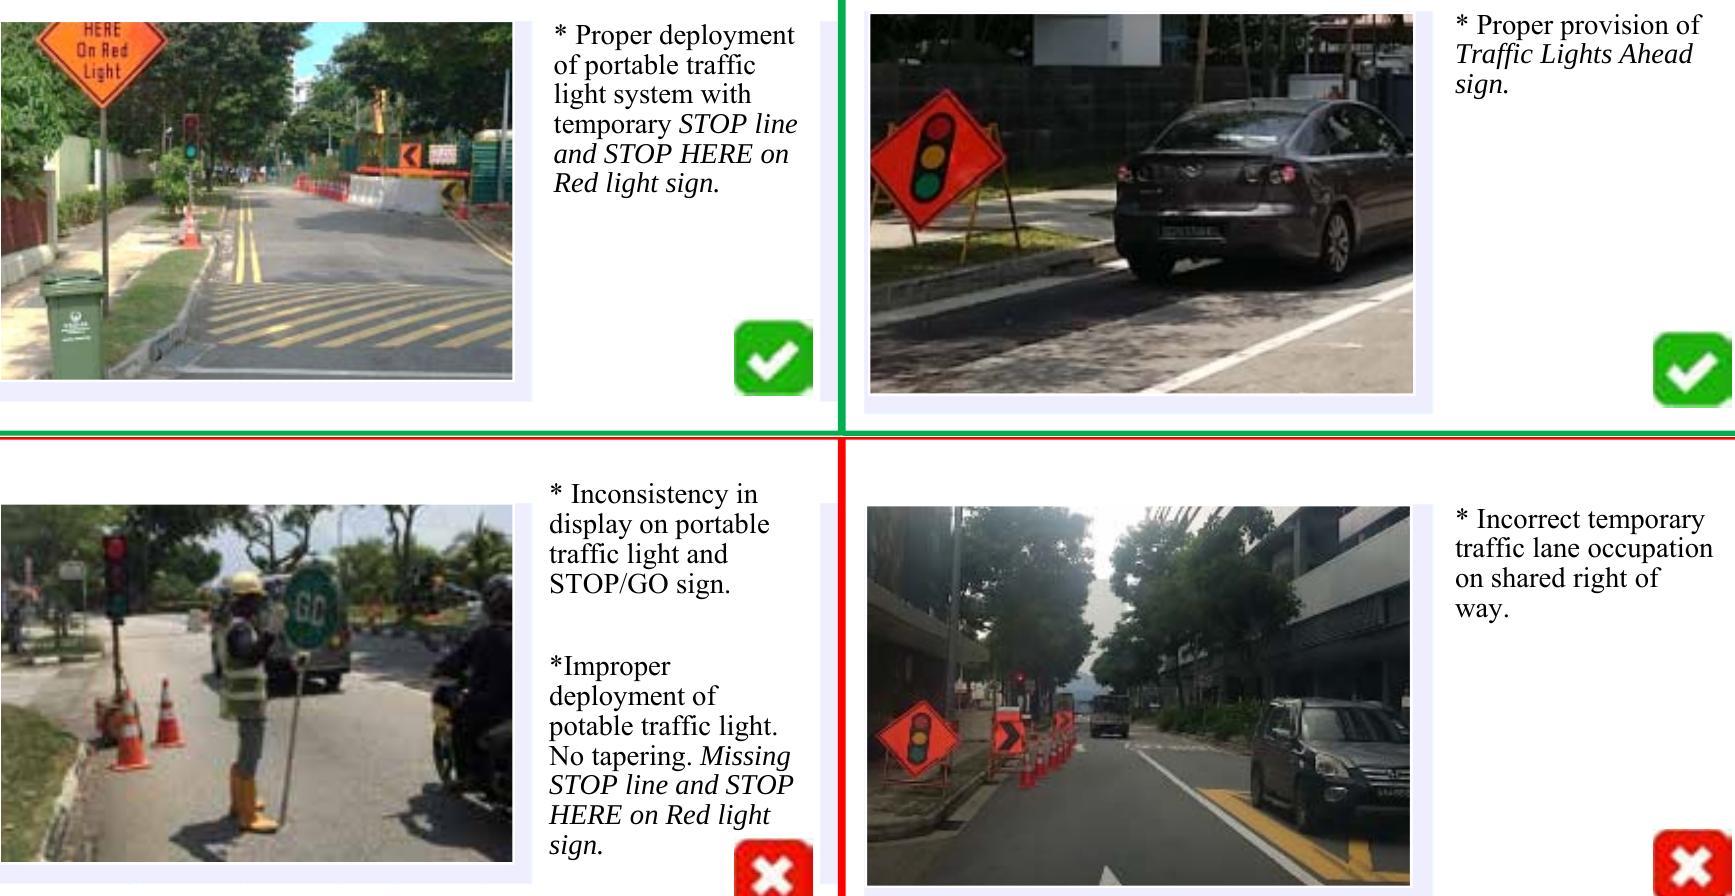 HERE
On Red
Light
* Proper deployment
of portable traffic
light system with
temporary STOP line
and STOP HERE on
Red light sign.
* Proper provision of
Traffic Lights Ahead
sign.
GO
* Inconsistency in
display on portable
traffic light and
STOP/GO sign.
*Improper
deployment of
potable traffic light.
No tapering. Missing
STOP line and STOP
HERE on Red light
sign.
* Incorrect temporary
traffic lane occupation
on shared right of
way.